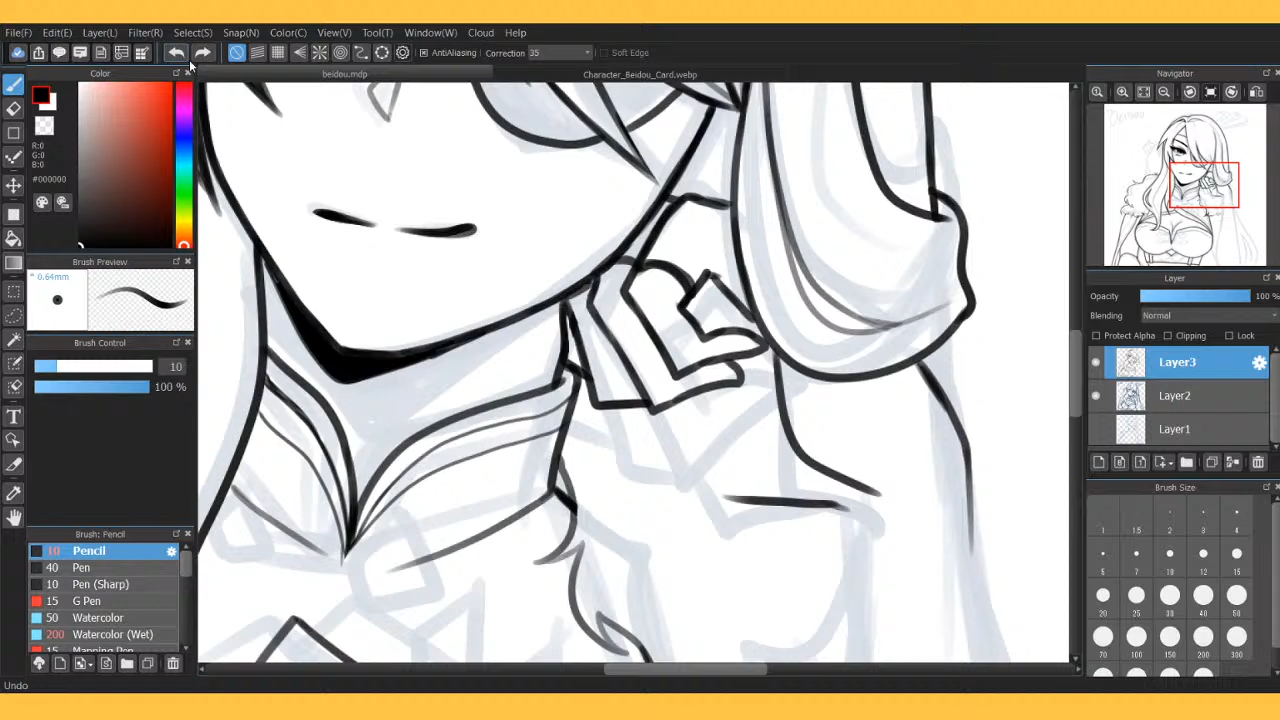 File(F) Edit(E) Layer(L) Filter(R) Select(S) Snap(N) Color(C) View(V) Tool(T) Window(W) Cloud Help
AntiAliasing Correction 35 Soft Edge
beidou.mdp Character_Beidou_Card.webp
Color
R:0
G:0
B:0
#000000
Brush Preview
* 0.64mm
Brush Control
10
100 %
Brush: Pencil
10 Pencil
40 Pen
10 Pen (Sharp)
15 G Pen
50 Watercolor
200 Watercolor (Wet)
15 Mapping Pen
Undo
Navigator
Layer
Opacity 100 %
Blending Normal
Protect Alpha Clipping Lock
Layer3
Layer2
Layer1
Brush Size
1 1.5 2 3 4
5 7 10 12 15
20 25 30 40 50
70 100 150 200 300